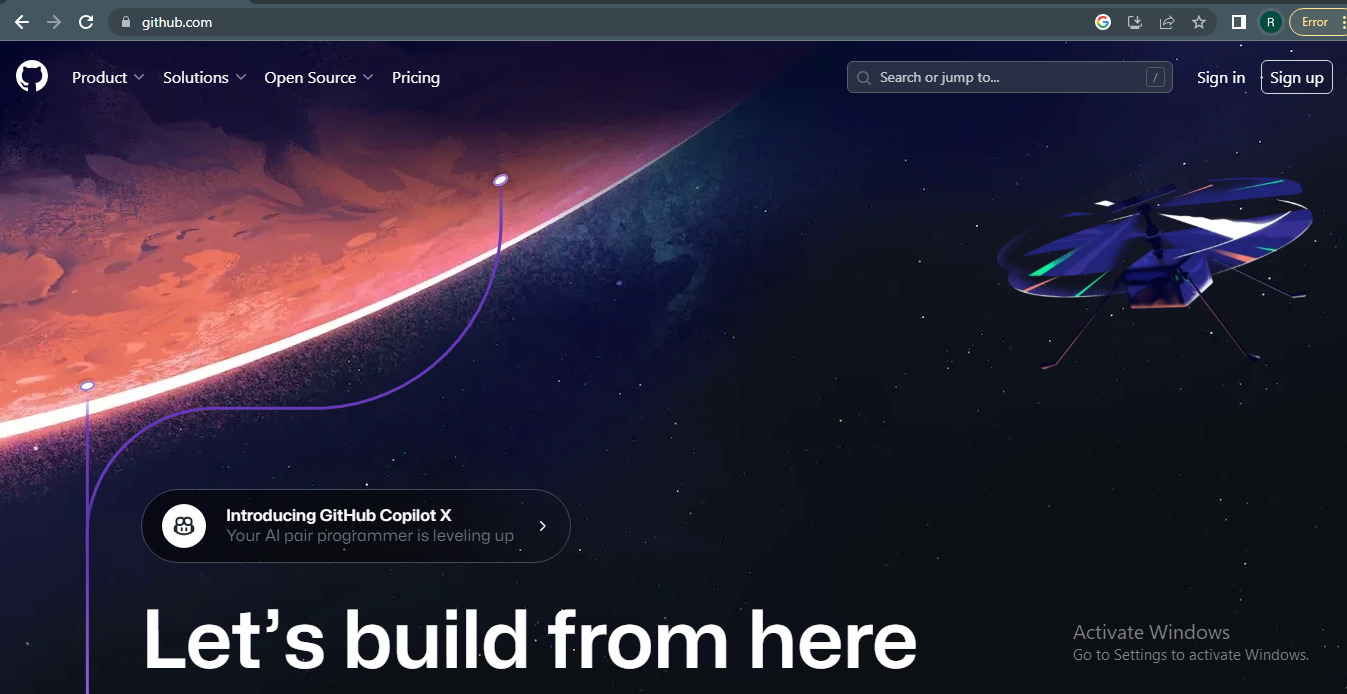 github.com
R
Error
Product
Solutions
Open Source
Pricing
Search or jump to...
/
Sign in
Sign up
Introducing GitHub Copilot X
Your AI pair programmer is leveling up
Let's build from here
Activate Windows
Go to Settings to activate Windows.